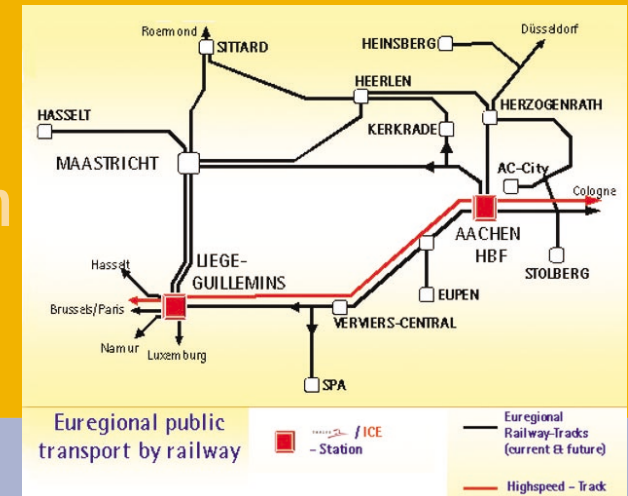 Roermond
SITTARD
HEINSBERG
Düsseldorf
HEERLEN
HASSELT
HERZOGENRATH
KERKRADE
MAASTRICHT
AC-City
Cologne
AACHEN
HBF
STOLBERG
Hasselt
LIEGE-
GUILLEMINS
EUPEN
Brussels/Paris
VERVIERS-CENTRAL
Namur
Luxemburg
SPA
Euregional public
transport by railway
/ ICE
- Station
Euregional
Railway-Tracks
(current & future)
Highspeed - Track